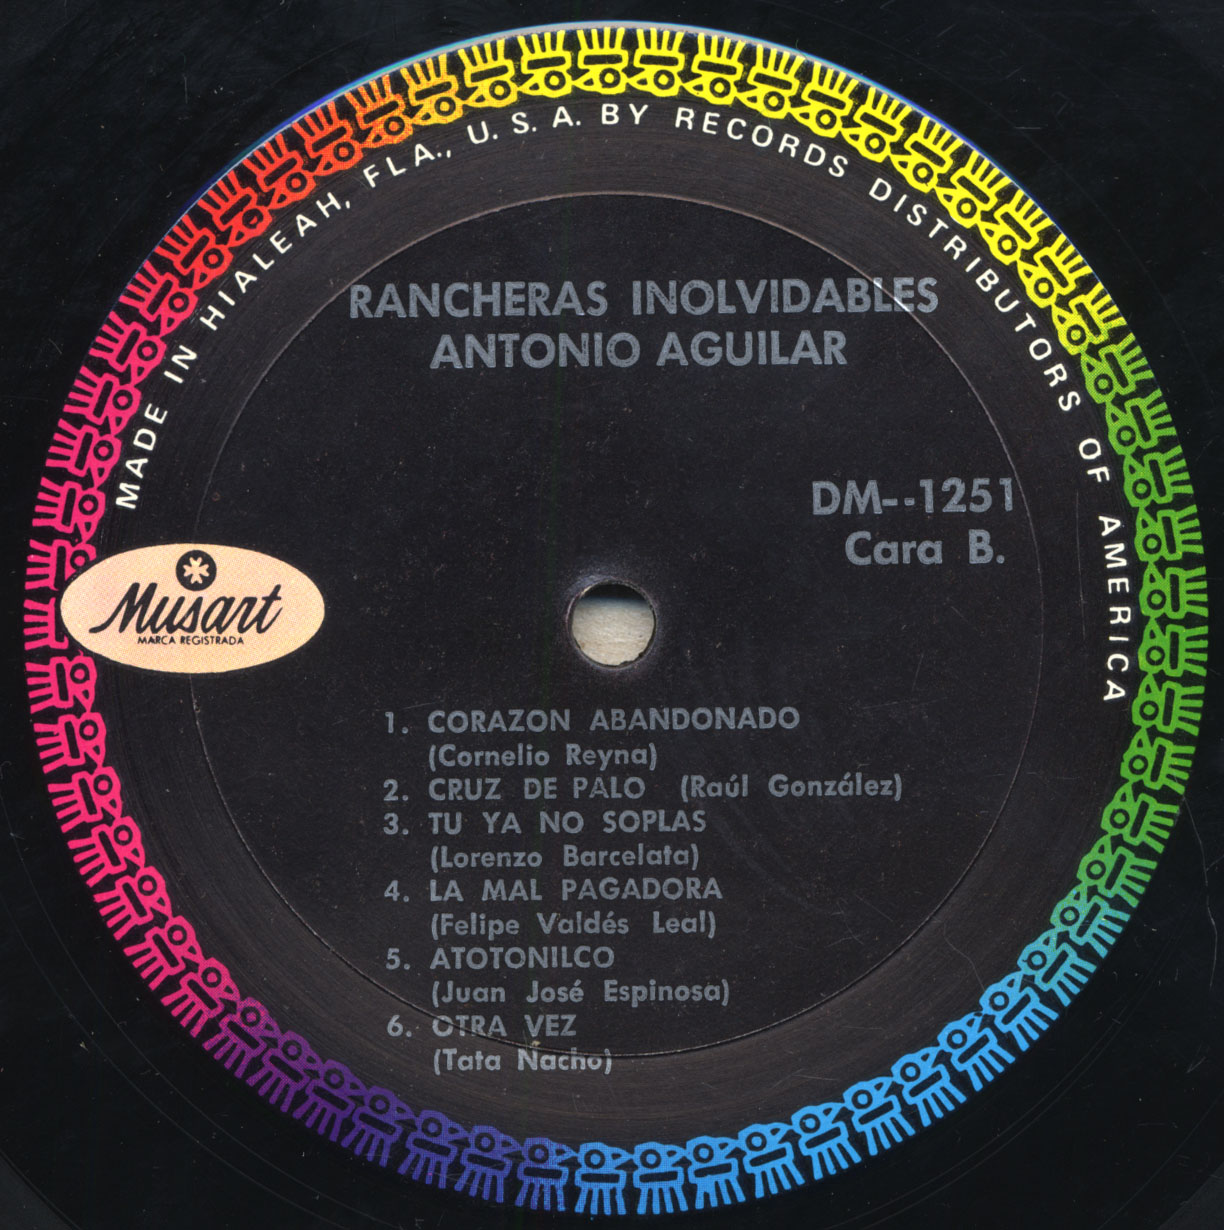 MADE IN HIALEAH, FLA., U. S. A. BY RECORDS DISTRIBUTORS OF AMERICA
RANCHERAS INOLVIDABLES
ANTONIO AGUILAR
DM--1251
Cara B.
Musart
MARCA REGISTRADA
1. CORAZON ABANDONADO
(Cornelio Reyna)
2. CRUZ DE PALO (Raúl González)
3. TU YA NO SOPLAS
(Lorenzo Barcelata)
4. LA MAL PAGADORA
(Felipe Valdés Leal)
5. ATOTONILCO
(Juan José Espinosa)
6. OTRA VEZ
(Tata Nacho)